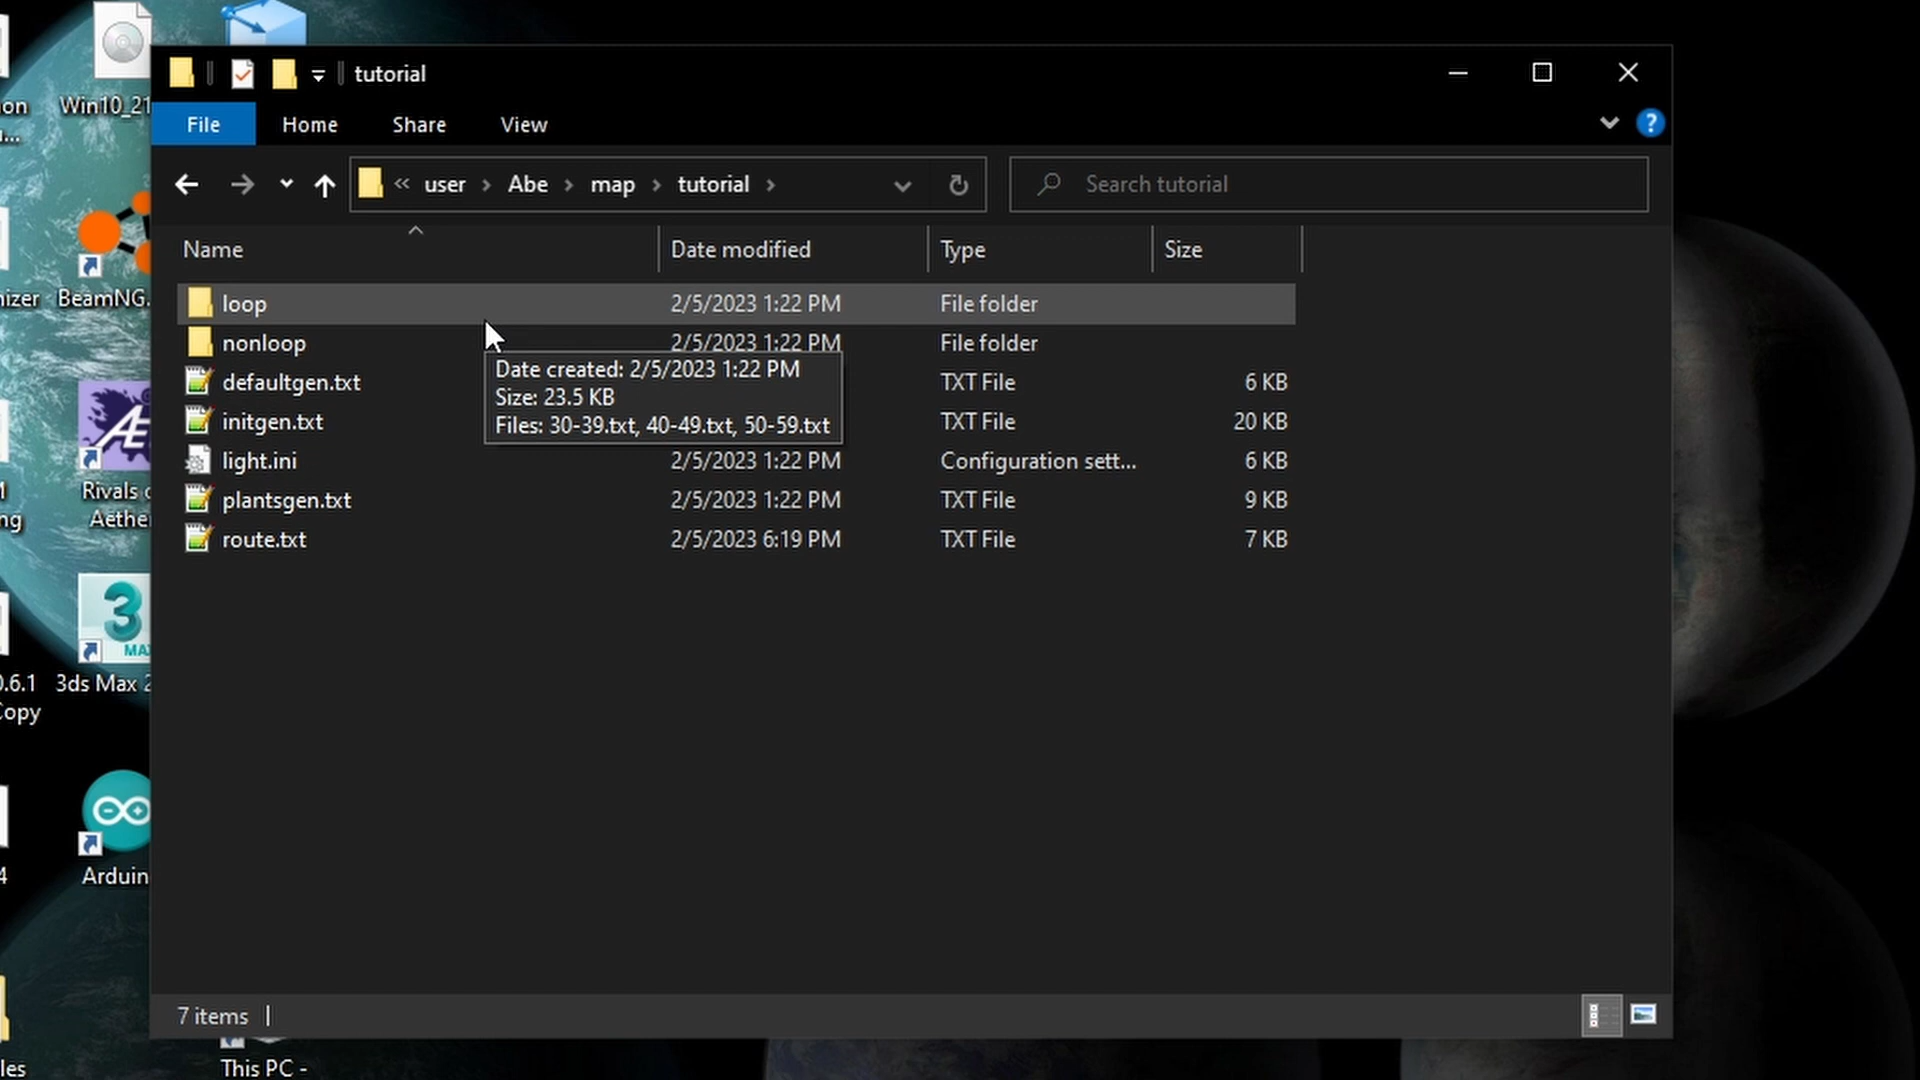 tutorial
File Home Share View
« user › Abe › map › tutorial ›
Search tutorial
Name Date modified Type Size
loop 2/5/2023 1:22 PM File folder
nonloop 2/5/2023 1:22 PM File folder
defaultgen.txt TXT File 6 KB
initgen.txt TXT File 20 KB
light.ini 2/5/2023 1:22 PM Configuration sett... 6 KB
plantsgen.txt 2/5/2023 1:22 PM TXT File 9 KB
route.txt 2/5/2023 6:19 PM TXT File 7 KB
Date created: 2/5/2023 1:22 PM
Size: 23.5 KB
Files: 30-39.txt, 40-49.txt, 50-59.txt
7 items
Win10_21
BeamNG.
Rivals
Aether
3
MAX
3ds Max 2
Arduin
This PC -
Copy